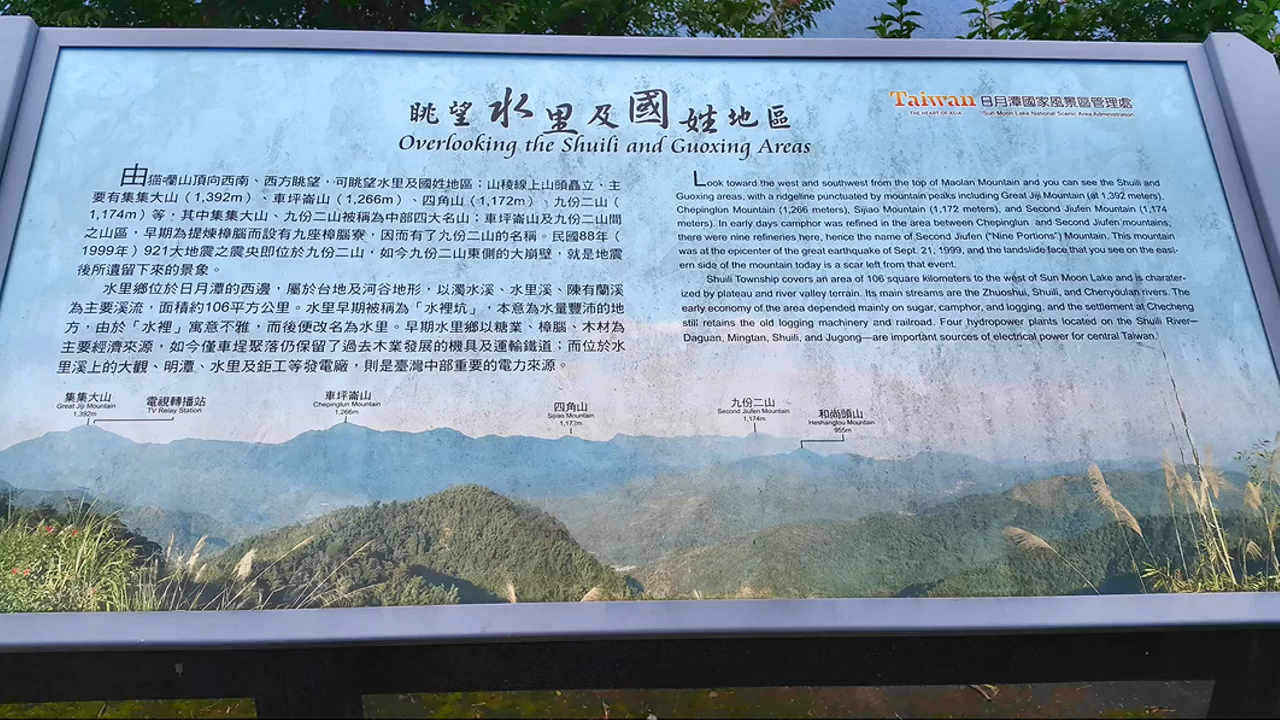 眺望水里及國姓地區
Overlooking the Shuili and Guoxing Areas
Taiwan
THE HEART OF ASIA
日月潭國家風景區管理處
Sun Moon Lake National Scenic Area Administration
由猫囒山頂向西南、西方眺望，可眺望水里及國姓地區；山稜線上山頭矗立，主
要有集集大山（1,392m）、車坪崙山（1,266m）、四角山（1,172m）、九份二山（
1,174m）等，其中集集大山、九份二山被稱為中部四大名山；車坪崙山及九份二山間
之山區，早期為提煉樟腦而設有九座樟腦寮，因而有了九份二山的名稱。民國88年（
1999年）921大地震之震央即位於九份二山，如今九份二山東側的大崩壁，就是地震
後所遺留下來的景象。
水里鄉位於日月潭的西邊，屬於台地及河谷地形，以濁水溪、水里溪、陳有蘭溪
為主要溪流，面積約106平方公里。水里早期被稱為「水裡坑」，本意為水量豐沛的地
方，由於「水裡」寓意不雅，而後便改名為水里。早期水里鄉以糖業、樟腦、木材為
主要經濟來源，如今僅車埕聚落仍保留了過去木業發展的機具及運輸鐵道；而位於水
里溪上的大觀、明潭、水里及鉅工等發電廠，則是臺灣中部重要的電力來源。
Look toward the west and southwest from the top of Maolan Mountain and you can see the Shuili and
Guoxing areas, with a ridgeline punctuated by mountain peaks including Great Jiji Mountain (at 1,392 meters),
Chepinglun Mountain (1,266 meters), Sijiao Mountain (1,172 meters), and Second Jiufen Mountain (1,174
meters). In early days camphor was refined in the area between Chepinglun and Second Jiufen mountains;
there were nine refineries here, hence the name of Second Jiufen ("Nine Portions") Mountain. This mountain
was at the epicenter of the great earthquake of Sept. 21, 1999, and the landslide face that you see on the east-
ern side of the mountain today is a scar left from that event.
Shuili Township covers an area of 106 square kilometers to the west of Sun Moon Lake and is charater-
ized by plateau and river valley terrain. Its main streams are the Zhuoshui, Shuili, and Chenyoulan rivers. The
early economy of the area depended mainly on sugar, camphor, and logging, and the settlement at Checheng
still retains the old logging machinery and railroad. Four hydropower plants located on the Shuili River—
Daguan, Mingtan, Shuili, and Jugong—are important sources of electrical power for central Taiwan.
集集大山
Great Jiji Mountain
1,392m
電視轉播站
TV Relay Station
車坪崙山
Chepinglun Mountain
1,266m
四角山
Sijiao Mountain
1,172m
九份二山
Second Jiufen Mountain
1,174m
和尚頭山
Heshangtou Mountain
955m